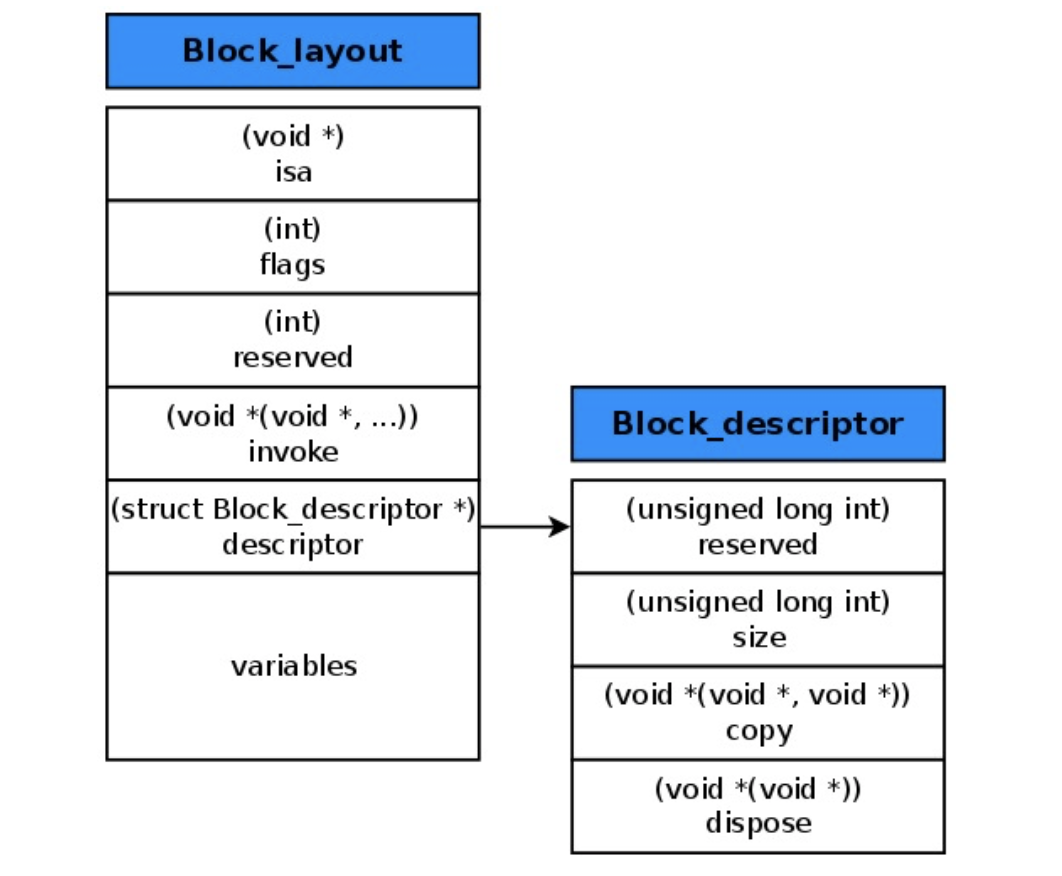 Block_layout
(void *)
isa
(int)
flags
(int)
reserved
(void *(void *, ...))
invoke
(struct Block_descriptor *)
descriptor
variables
Block_descriptor
(unsigned long int)
reserved
(unsigned long int)
size
(void *(void *, void *))
copy
(void *(void *))
dispose